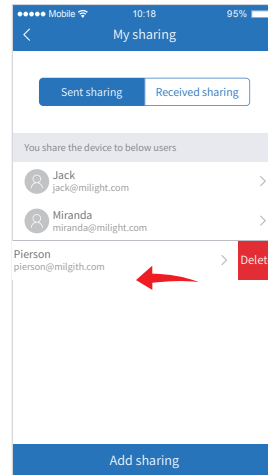 Mobile 10:18 95%
My sharing
Sent sharing Received sharing
You share the device to below users
Jack
jack@milight.com
Miranda
miranda@milight.com
Pierson
pierson@milgith.com
Delet
Add sharing